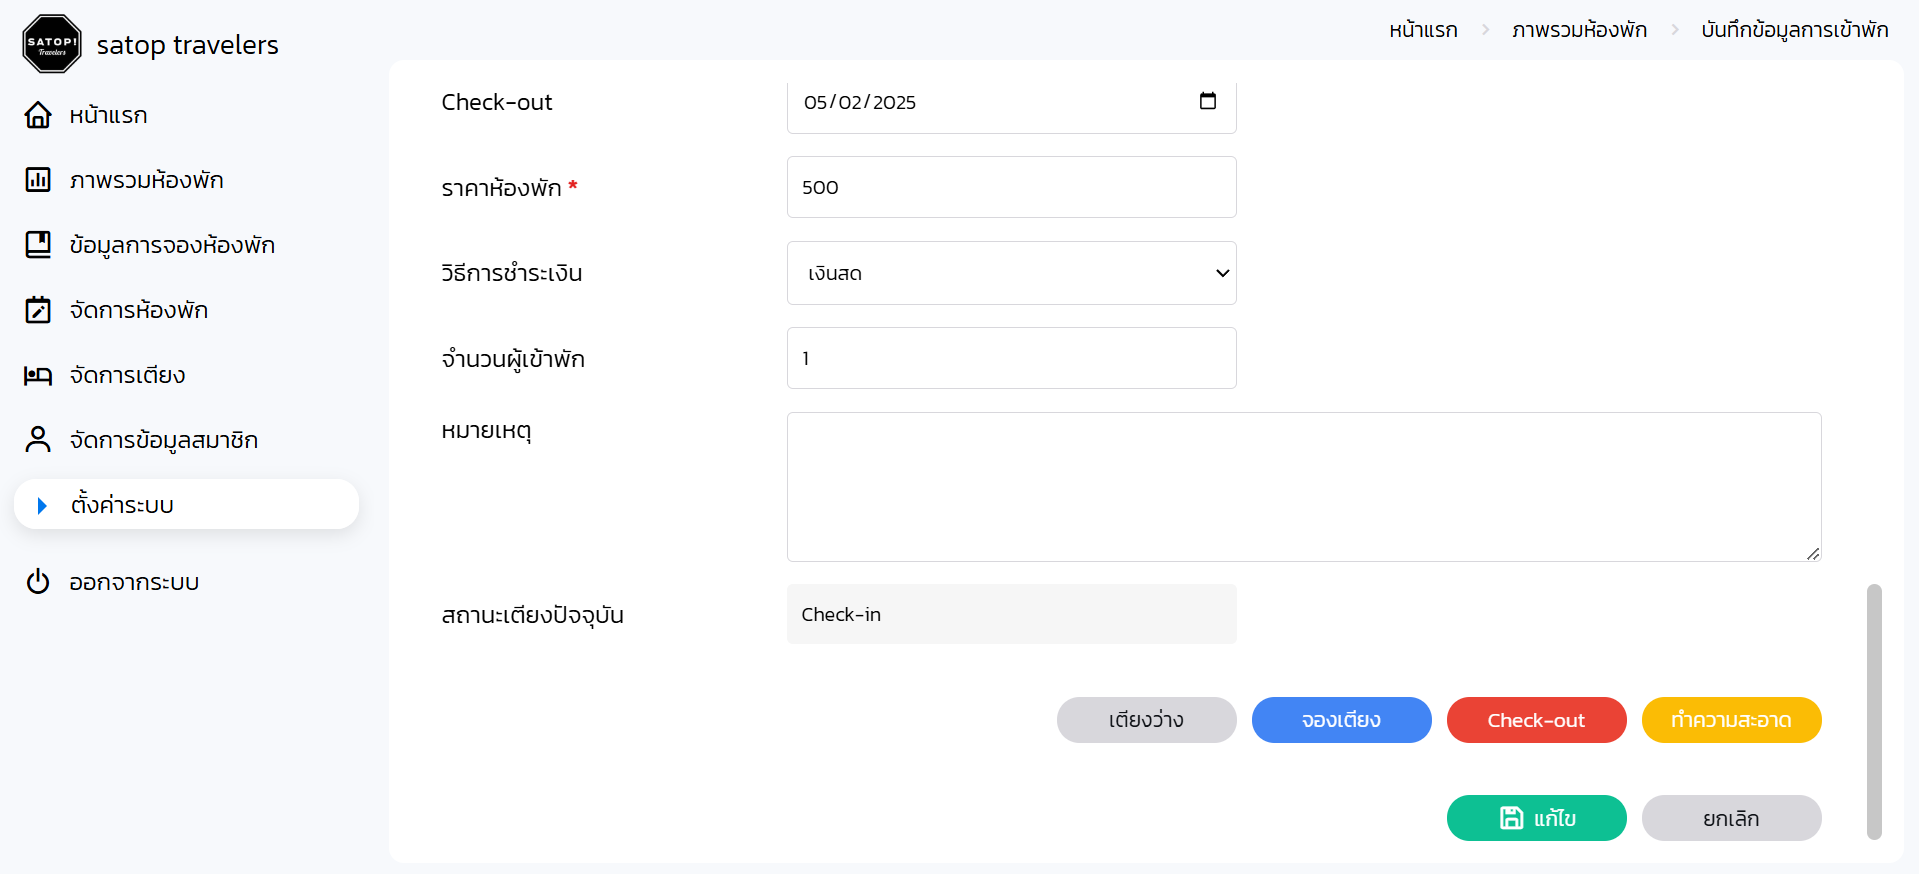 SATOP!
Travelers
satop travelers
หน้าแรก
ภาพรวมห้องพัก
ข้อมูลการจองห้องพัก
จัดการห้องพัก
จัดการเตียง
จัดการข้อมูลสมาชิก
ตั้งค่าระบบ
ออกจากระบบ
หน้าแรก > ภาพรวมห้องพัก > บันทึกข้อมูลการเข้าพัก
Check-out 05/02/2025
ราคาห้องพัก * 500
วิธีการชำระเงิน เงินสด
จำนวนผู้เข้าพัก 1
หมายเหตุ
สถานะเตียงปัจจุบัน Check-in
เตียงว่าง จองเตียง Check-out ทำความสะอาด
แก้ไข ยกเลิก